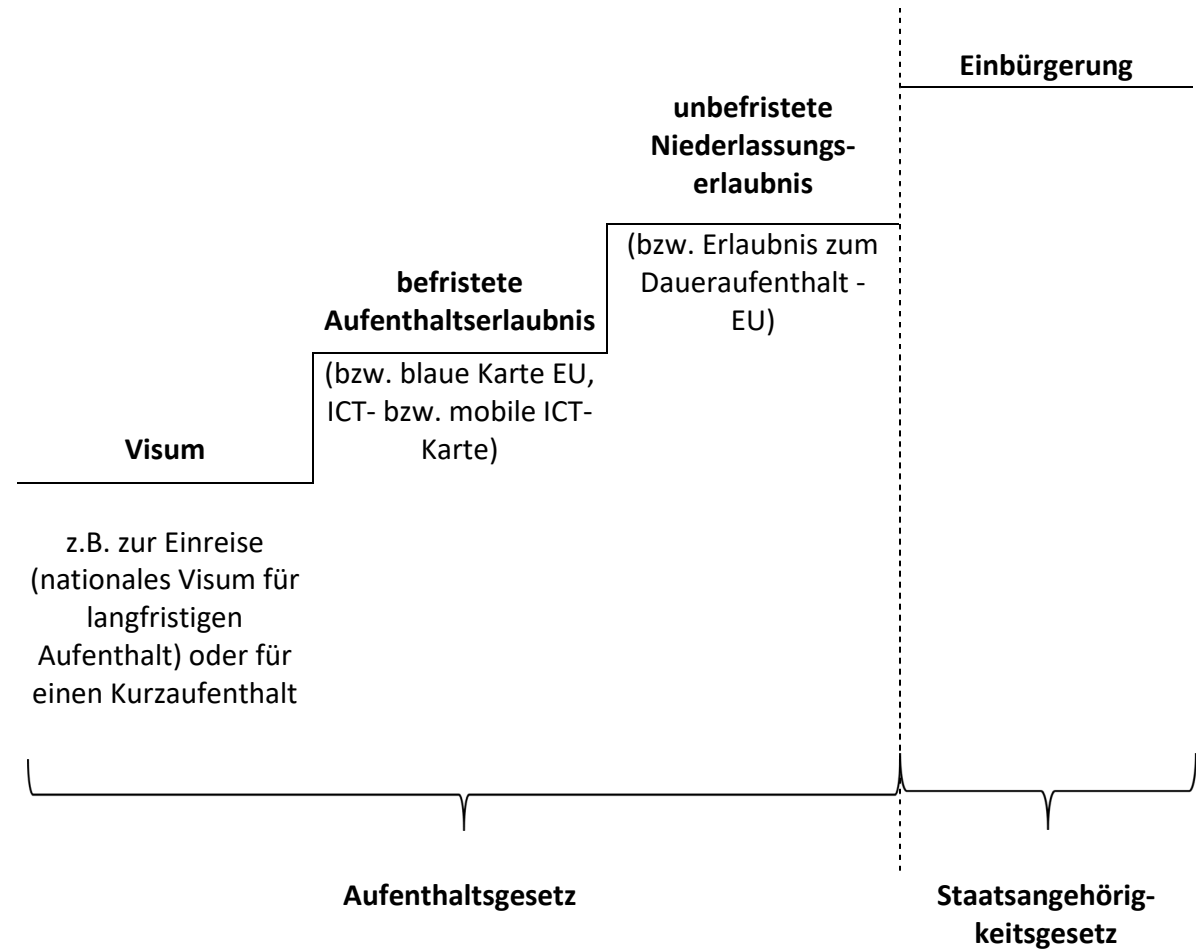 Visum
z.B. zur Einreise
(nationales Visum für
langfristigen
Aufenthalt) oder für
einen Kurzaufenthalt
befristete
Aufenthaltserlaubnis
(bzw. blaue Karte EU,
ICT- bzw. mobile ICT-
Karte)
unbefristete
Niederlassungs-
erlaubnis
(bzw. Erlaubnis zum
Daueraufenthalt -
EU)
Einbürgerung
Aufenthaltsgesetz
Staatsangehörig-
keitsgesetz